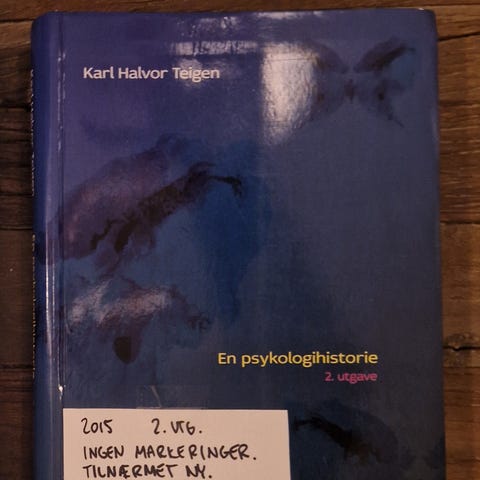 Karl Halvor Teigen
En psykologihistorie
2. utgave
2015 2. UTG.
INGEN MARKERINGER.
TILNÆRMET NY.